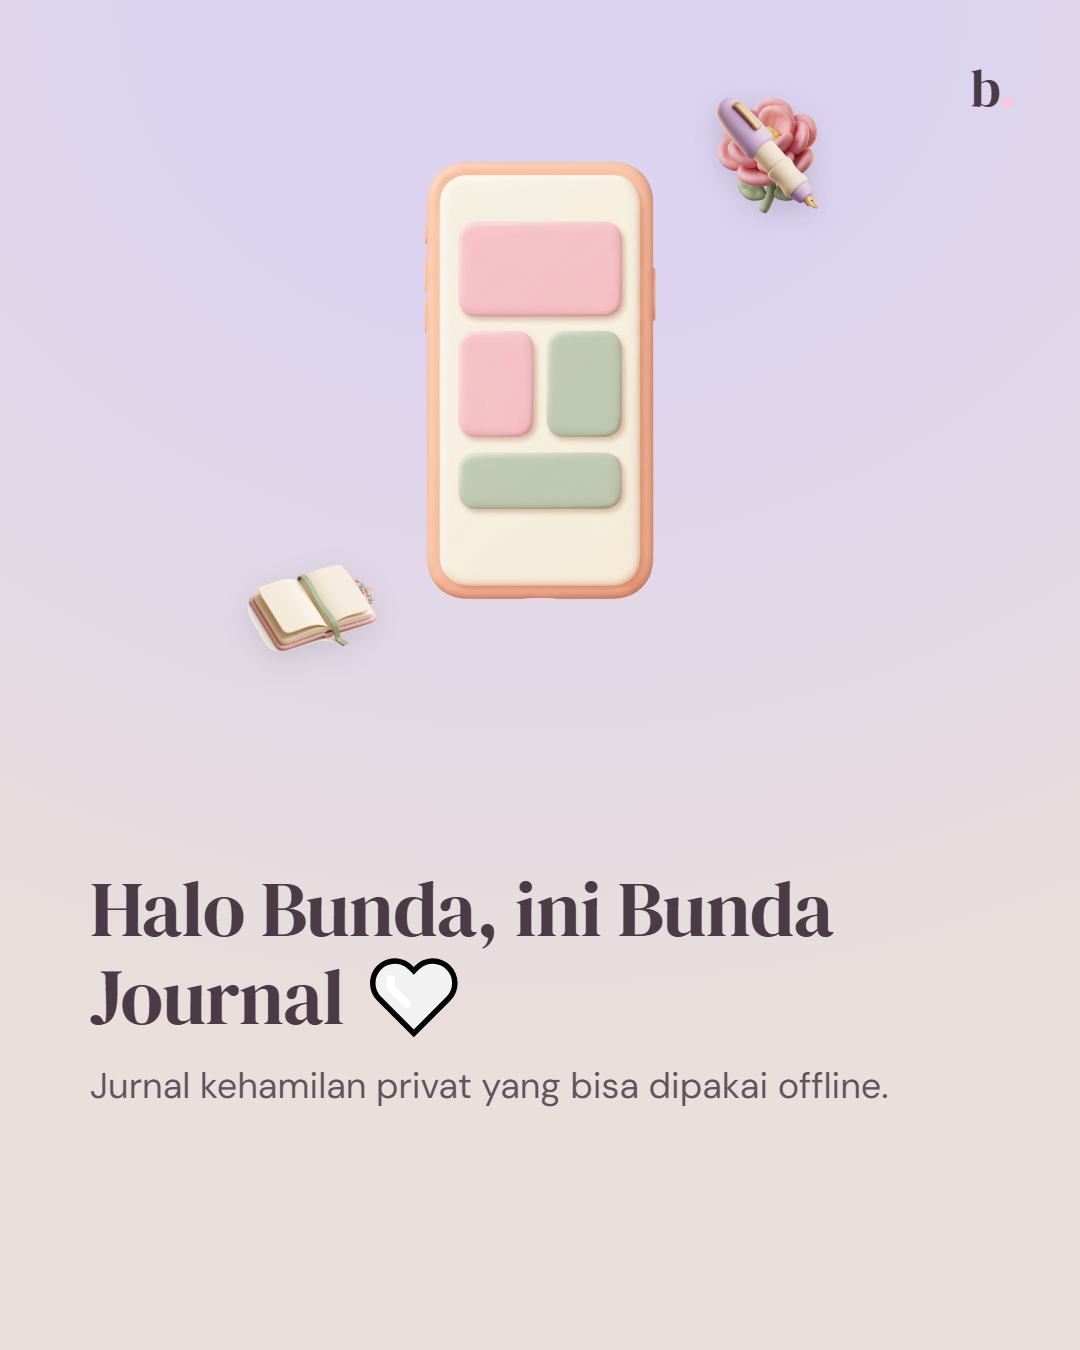 b.
Halo Bunda, ini Bunda
Journal 🤍
Jurnal kehamilan privat yang bisa dipakai offline.